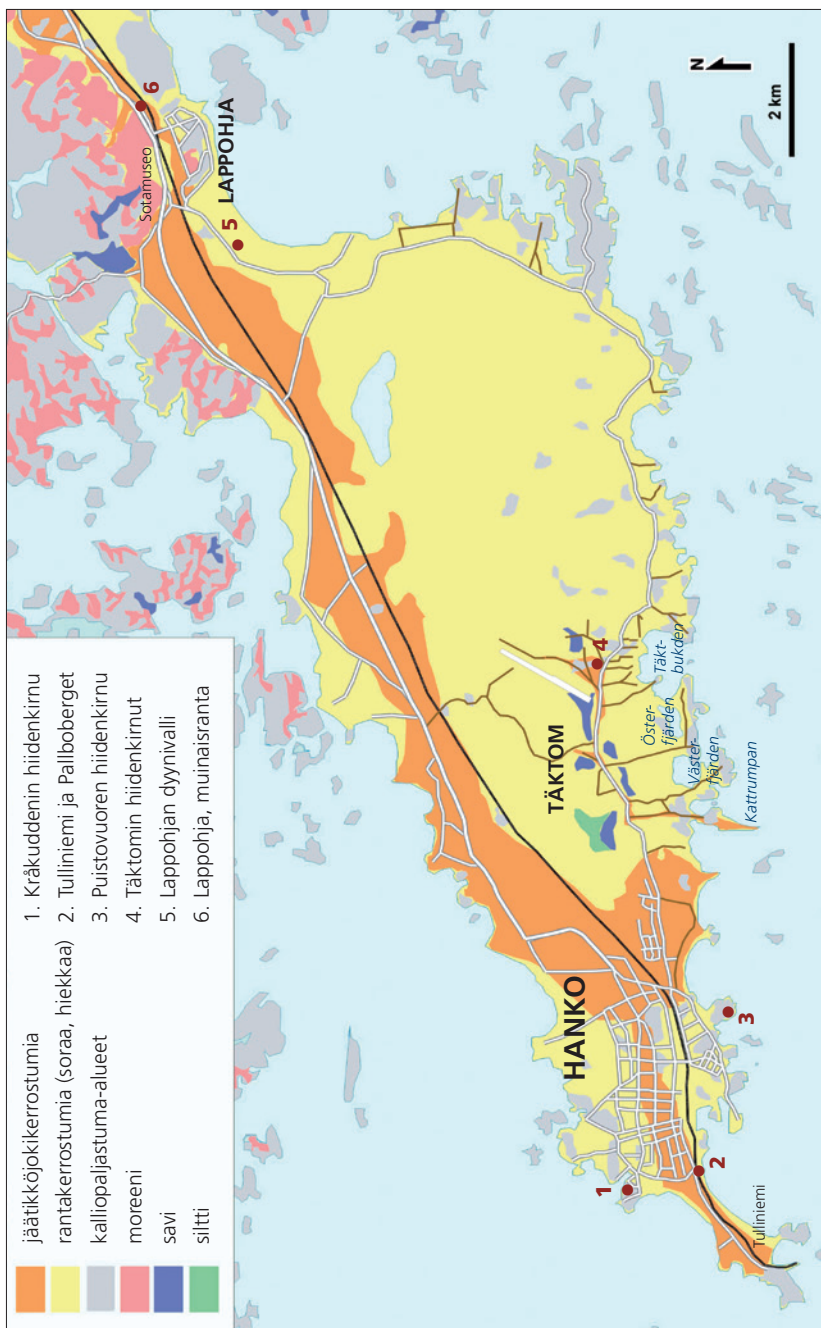 jäätikköjokikerrostumia
rantakerrostumia (soraa, hiekkaa)
kalliopaljastuma-alueet
moreeni
savi
siltti
1. Kråkuddenin hiidenkirnu
2. Tulliniemi ja Pallboberget
3. Puistovuoren hiidenkirnu
4. Täktomin hiidenkirnut
5. Lappohjan dyynivalli
6. Lappohja, muinaisranta
6
Sotamuseo
LAPPOHJA
5
N
2 km
4
TÄKTOM
Täkt-
bukden
Öster-
fjärden
Väster-
fjärden
Kattrumpan
HANKO
3
1
2
Tulliniemi